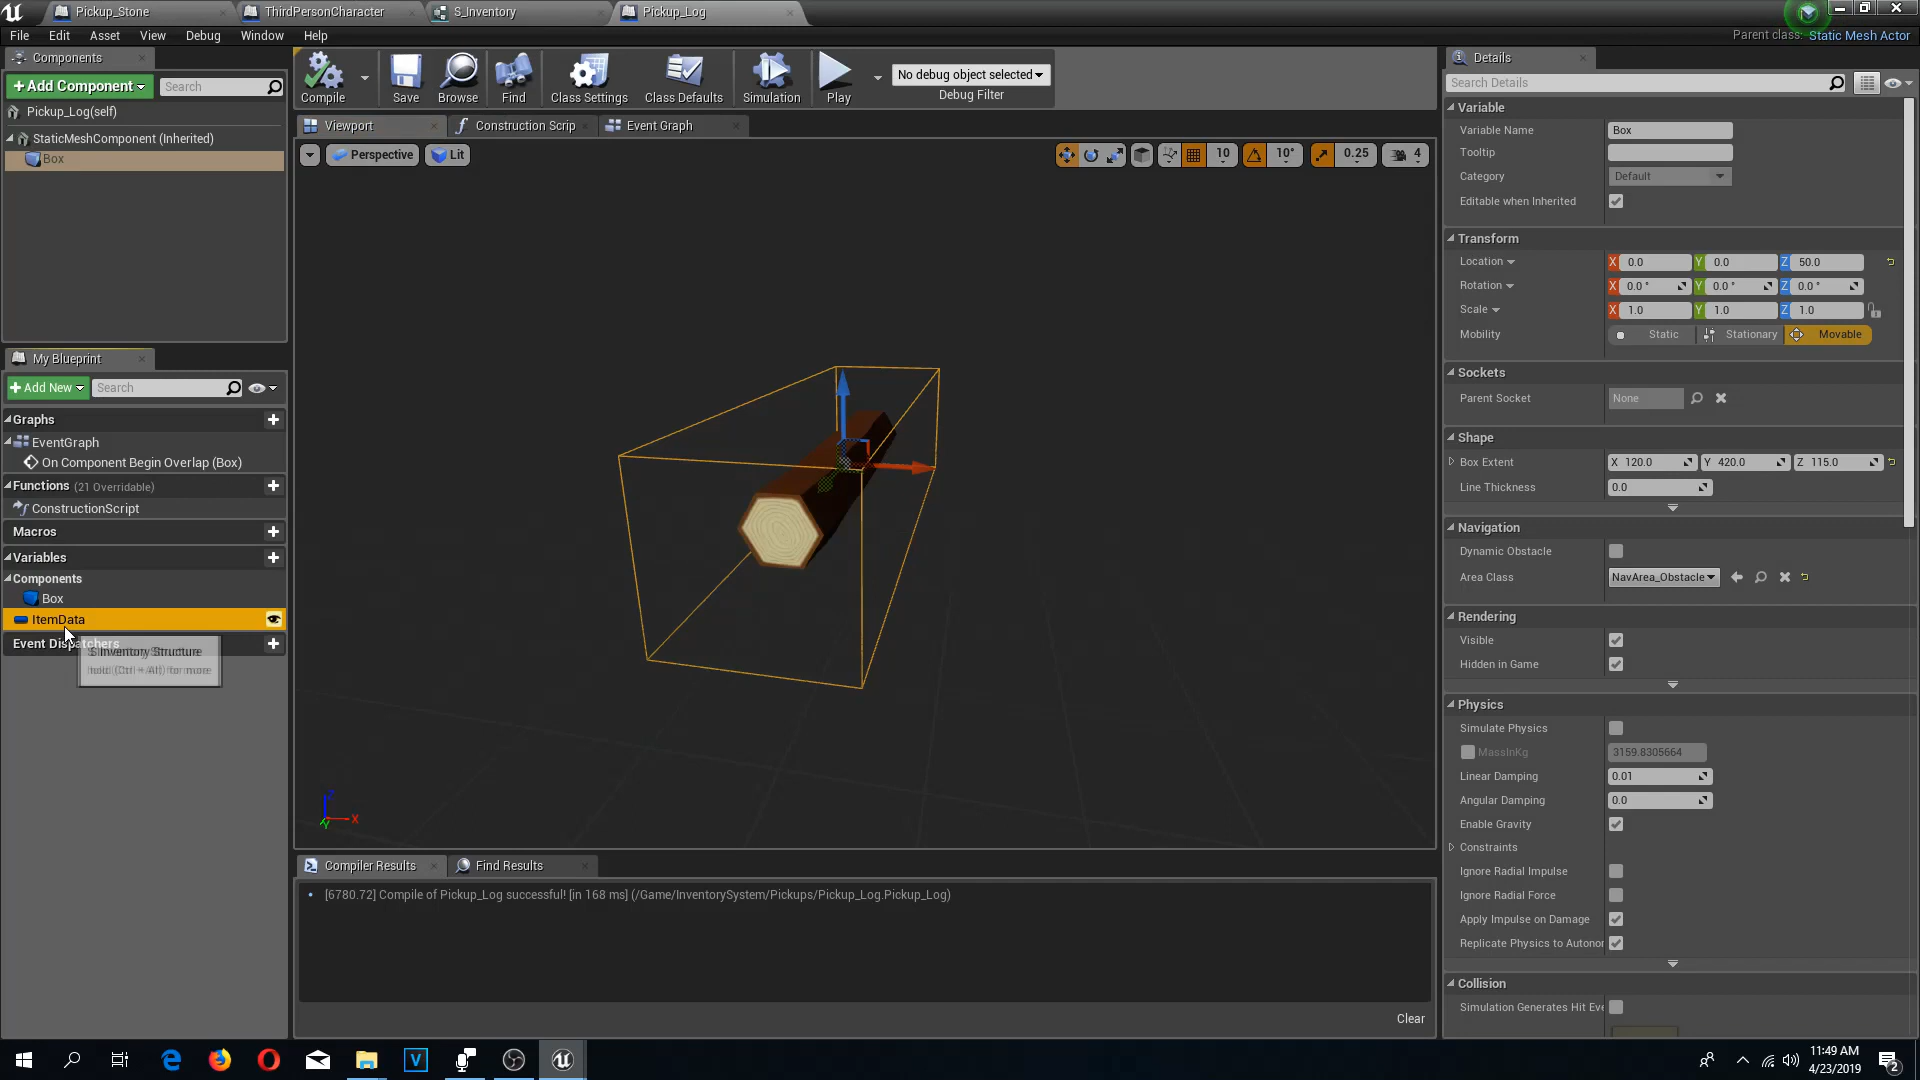 Pickup_Stone
ThirdPersonCharacter
S_Inventory
Pickup_Log
File Edit Asset View Debug Window Help
Parent class: Static Mesh Actor
Components
+Add Component
Search
Pickup_Log(self)
StaticMeshComponent (Inherited)
Box
My Blueprint
+Add New
Search
Graphs
EventGraph
On Component Begin Overlap (Box)
Functions (21 Overridable)
ConstructionScript
Macros
Variables
Components
Box
ItemData
Event Dispatchers
S Inventory Structure
hold (Ctrl + Alt) for more
Compile
Save
Browse
Find
Class Settings
Class Defaults
Simulation
Play
No debug object selected
Debug Filter
Viewport
Construction Scrip
Event Graph
Perspective
Lit
10
10°
0.25
4
Z
X
Y
Compiler Results
Find Results
[6780.72] Compile of Pickup_Log successful! [in 168 ms] (/Game/InventorySystem/Pickups/Pickup_Log.Pickup_Log)
Clear
Details
Search Details
Variable
Variable Name Box
Tooltip
Category Default
Editable when Inherited
Transform
Location X 0.0 Y 0.0 Z 50.0
Rotation X 0.0° Y 0.0° Z 0.0°
Scale X 1.0 Y 1.0 Z 1.0
Mobility Static Stationary Movable
Sockets
Parent Socket None
Shape
Box Extent X 120.0 Y 420.0 Z 115.0
Line Thickness 0.0
Navigation
Dynamic Obstacle
Area Class NavArea_Obstacle
Rendering
Visible
Hidden in Game
Physics
Simulate Physics
MassInKg 3159.8305664
Linear Damping 0.01
Angular Damping 0.0
Enable Gravity
Constraints
Ignore Radial Impulse
Ignore Radial Force
Apply Impulse on Damage
Replicate Physics to Autonor
Collision
Simulation Generates Hit Eve
11:49 AM
4/23/2019
2